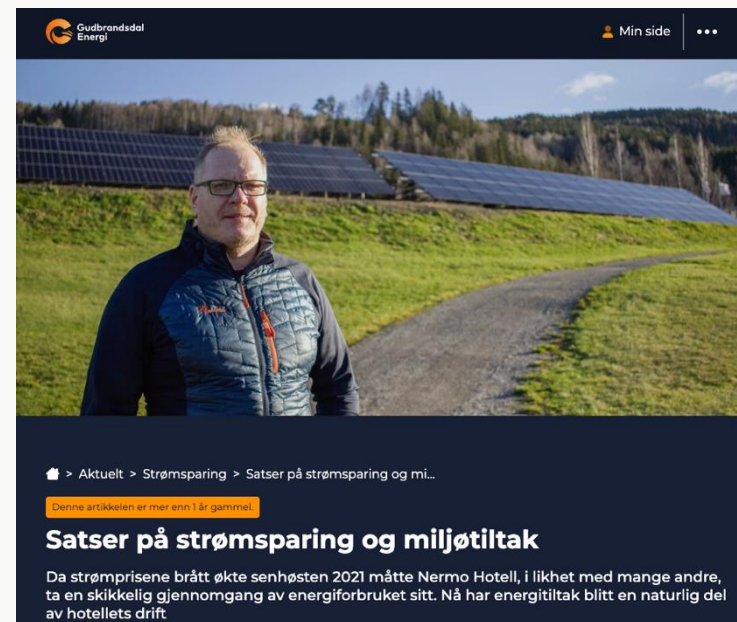 Gudbrandsdal
Energi
Min side
> Aktuelt > Strømsparing > Satser på strømsparing og mi...
Denne artikkelen er mer enn 1 år gammel.
Satser på strømsparing og miljøtiltak
Da strømprisene brått økte senhøsten 2021 måtte Nermo Hotell, i likhet med mange andre,
ta en skikkelig gjennomgang av energiforbruket sitt. Nå har energitiltak blitt en naturlig del
av hotellets drift